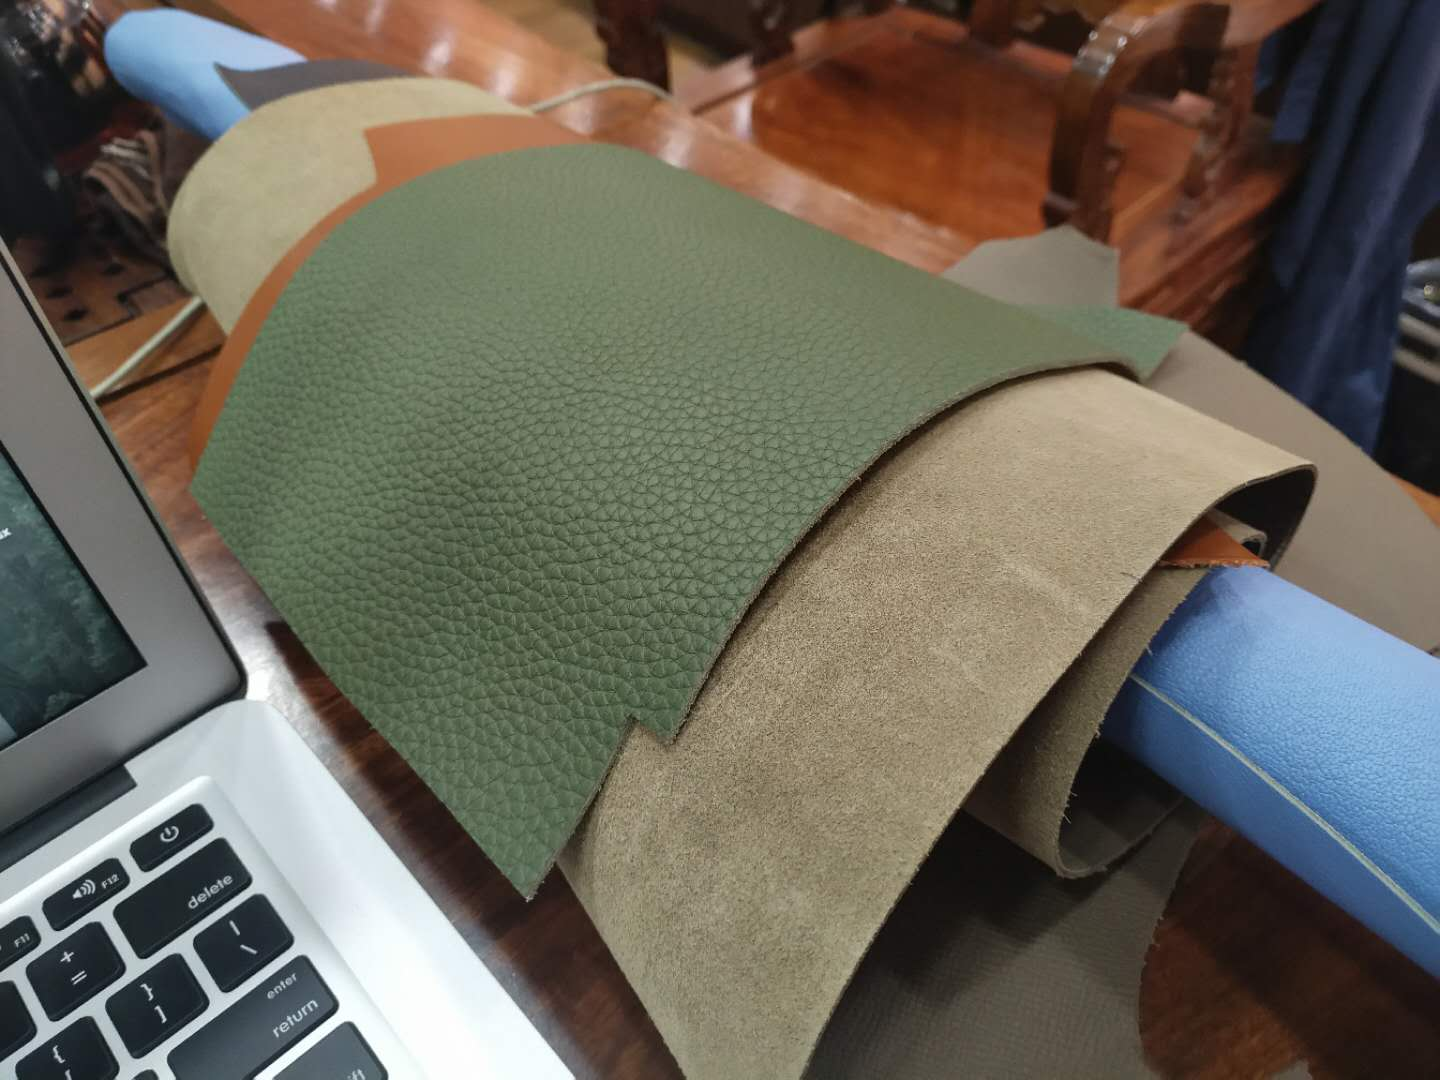 F12
delete
F11
+
=
|
\
}
]
enter
return
{
[